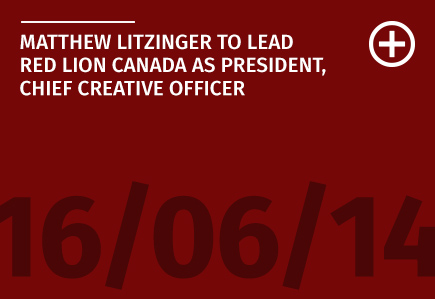 MATTHEW LITZINGER TO LEAD
RED LION CANADA AS PRESIDENT,
CHIEF CREATIVE OFFICER
16/06/14